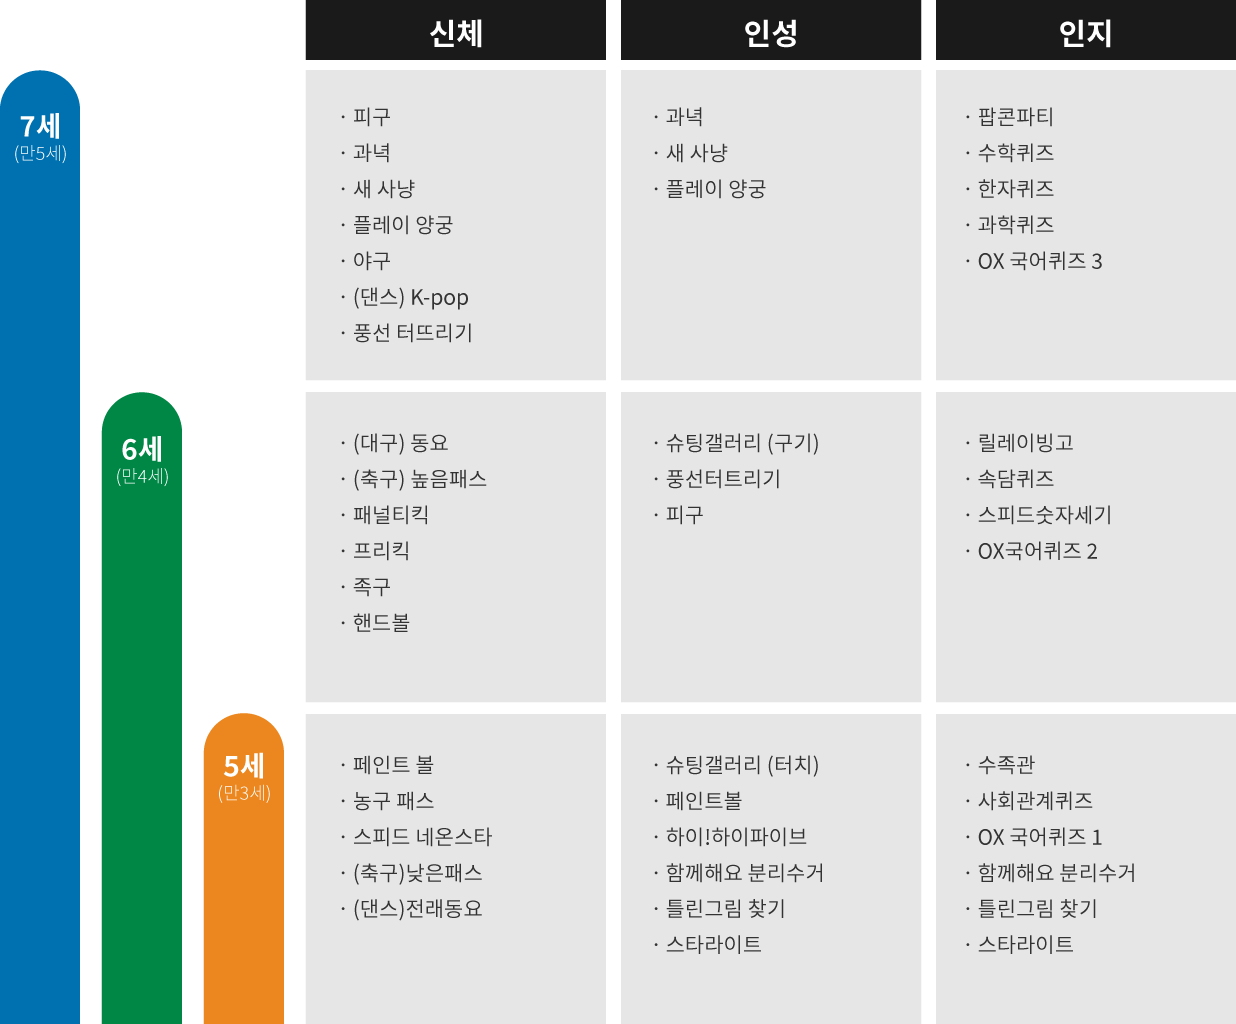 신체
인성
인지
7세
(만5세)
· 피구
· 과녁
· 새 사냥
· 플레이 양궁
· 야구
· (댄스) K-pop
· 풍선 터뜨리기
· 과녁
· 새 사냥
· 플레이 양궁
· 팝콘파티
· 수학퀴즈
· 한자퀴즈
· 과학퀴즈
· OX 국어퀴즈 3
6세
(만4세)
· (대구) 동요
· (축구) 높음패스
· 패널티킥
· 프리킥
· 족구
· 핸드볼
· 슈팅갤러리 (구기)
· 풍선터트리기
· 피구
· 릴레이빙고
· 속담퀴즈
· 스피드숫자세기
· OX국어퀴즈 2
5세
(만3세)
· 페인트 볼
· 농구 패스
· 스피드 네온스타
· (축구)낮은패스
· (댄스)전래동요
· 슈팅갤러리 (터치)
· 페인트볼
· 하이!하이파이브
· 함께해요 분리수거
· 틀린그림 찾기
· 스타라이트
· 수족관
· 사회관계퀴즈
· OX 국어퀴즈 1
· 함께해요 분리수거
· 틀린그림 찾기
· 스타라이트